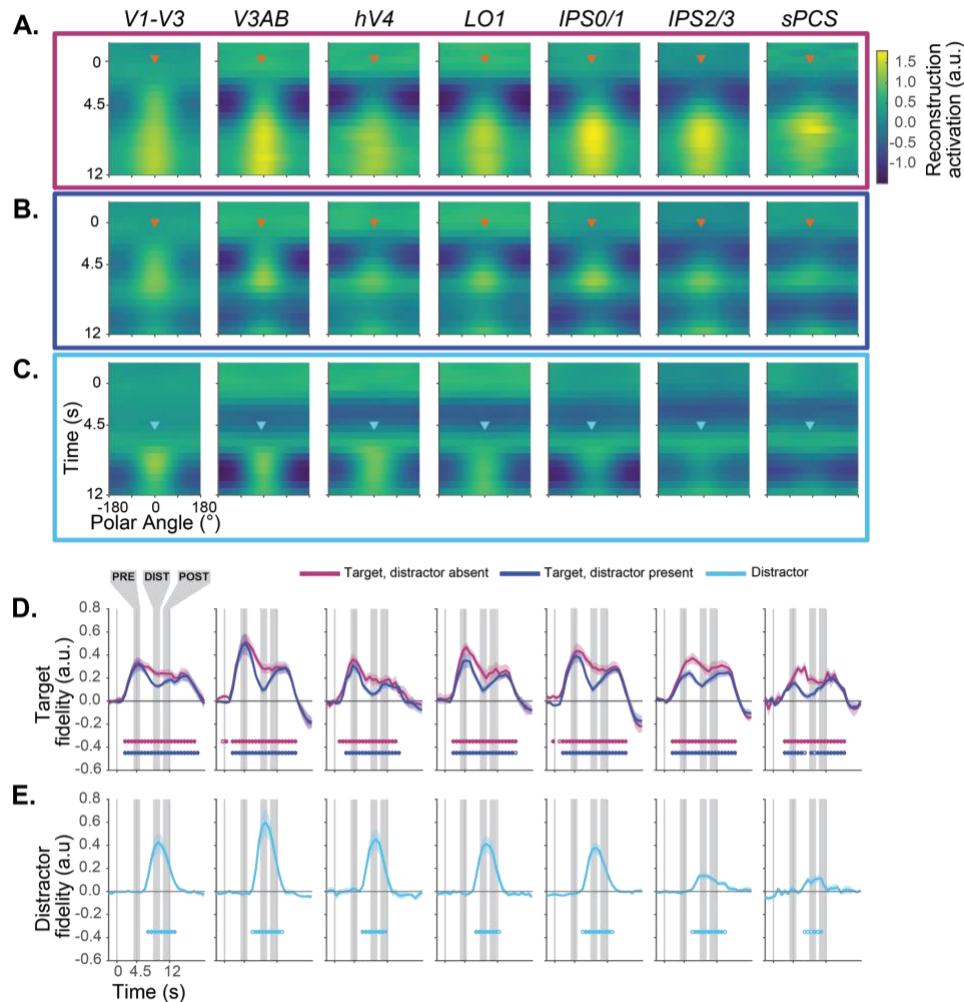 V1-V3 V3AB hV4 LO1 IPS0/1 IPS2/3 sPCS
A.
0
4.5
12
1.5
1.0
0.5
0.0
-0.5
-1.0
Reconstruction
activation (a.u.)
B.
0
4.5
12
C.
0
4.5
12
Time (s)
-180 0 180
Polar Angle (°)
PRE DIST POST
Target, distractor absent Target, distractor present Distractor
D.
0.8
0.6
0.4
0.2
0.0
-0.2
-0.4
-0.6
Target
fidelity (a.u.)
E.
0.8
0.6
0.4
0.2
0.0
-0.2
-0.4
-0.6
Distractor
fidelity (a.u)
0 4.5 12
Time (s)